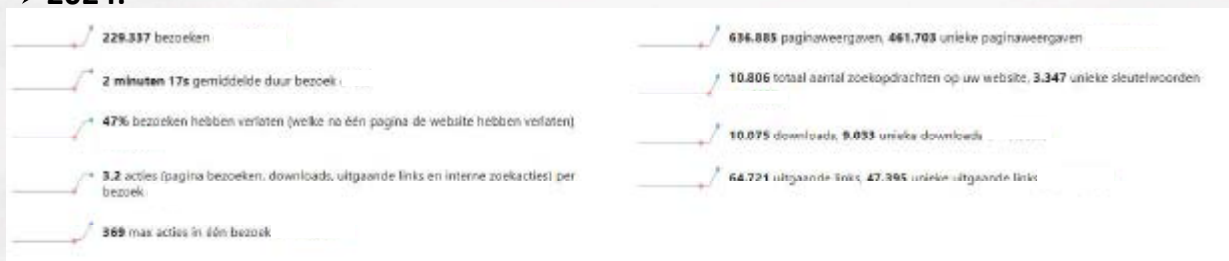 229.337 bezoeken
2 minuten 17s gemiddelde duur bezoek
47% bezoeken hebben verlaten (welke na één pagina de website hebben verlaten)
3.2 acties (pagina bezoeken, downloads, uitgaande links en interne zoekacties) per
bezoek
369 max acties in één bezoek
636.885 paginaweergaven, 461.703 unieke paginaweergaven
10.806 totaal aantal zoekopdrachten op uw website, 3.347 unieke sleutelwoorden
10.075 downloads, 9.033 unieke downloads
64.721 uitgaande links, 47.395 unieke uitgaande links